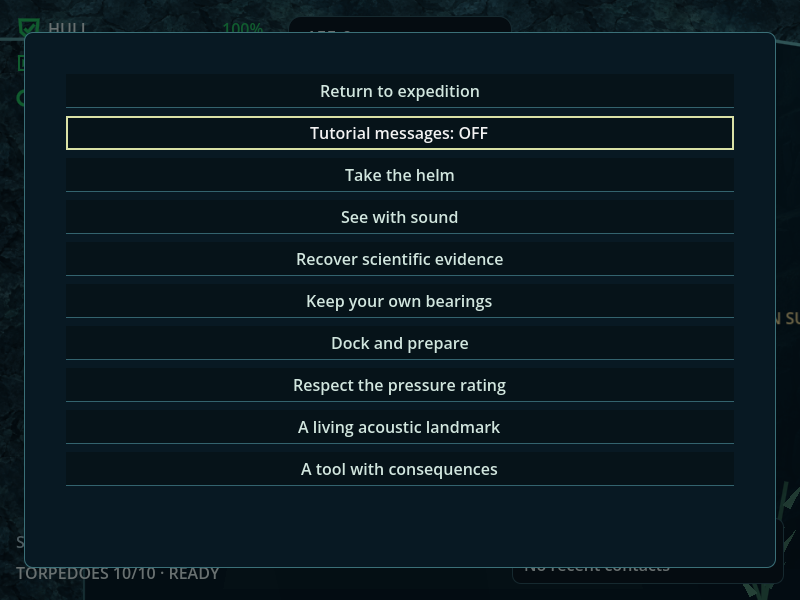 HULL 100%
Return to expedition
Tutorial messages: OFF
Take the helm
See with sound
Recover scientific evidence
Keep your own bearings
Dock and prepare
Respect the pressure rating
A living acoustic landmark
A tool with consequences
No recent contacts
TORPEDOES 10/10 · READY